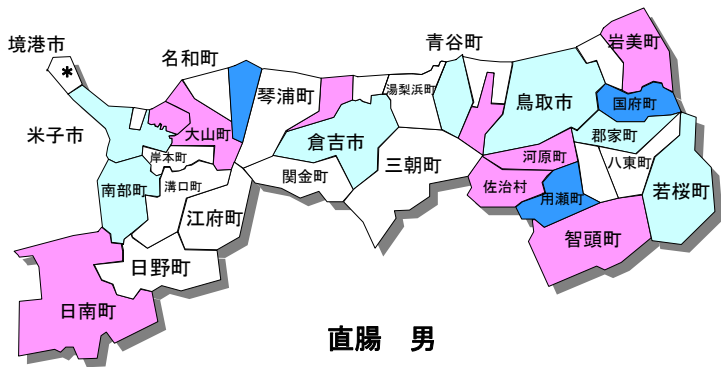 境港市
*
名和町
青谷町
岩美町
米子市
琴浦町
湯梨浜町
鳥取市
国府町
大山町
倉吉市
郡家町
岸本町
三朝町
河原町
八東町
南部町
溝口町
関金町
佐治村
用瀬町
若桜町
江府町
智頭町
日野町
日南町
直腸 男